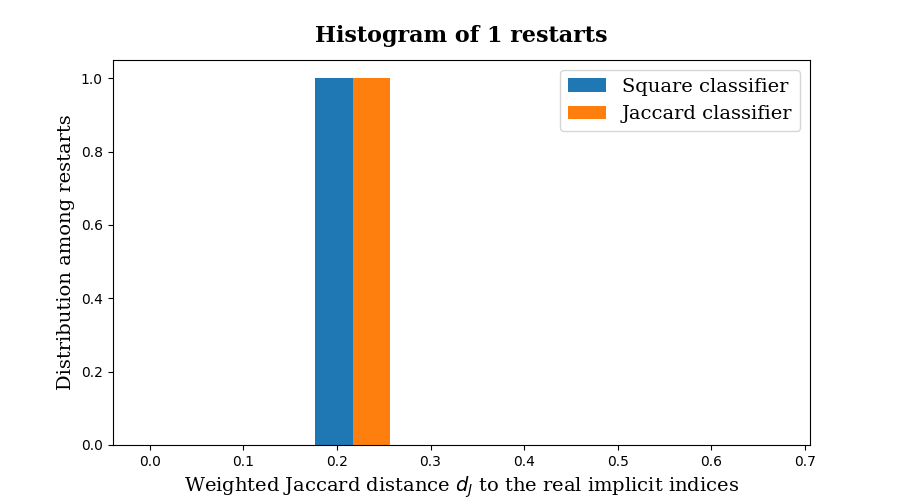 Histogram of 1 restarts
Square classifier
Jaccard classifier
Distribution among restarts
1.0
0.8
0.6
0.4
0.2
0.0
0.0 0.1 0.2 0.3 0.4 0.5 0.6 0.7
Weighted Jaccard distance d_J to the real implicit indices